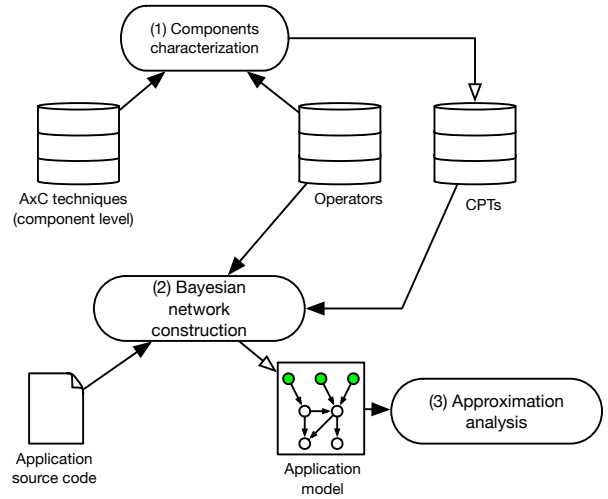 (1) Components
characterization
AxC techniques
(component level)
Operators
CPTs
(2) Bayesian
network
construction
Application
source code
Application
model
(3) Approximation
analysis